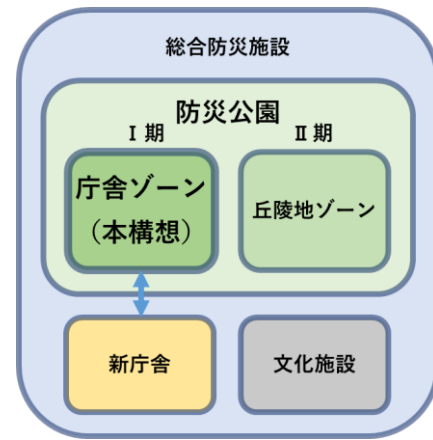 総合防災施設
防災公園
Ⅰ期 Ⅱ期
庁舎ゾーン
（本構想）
丘陵地ゾーン
新庁舎 文化施設